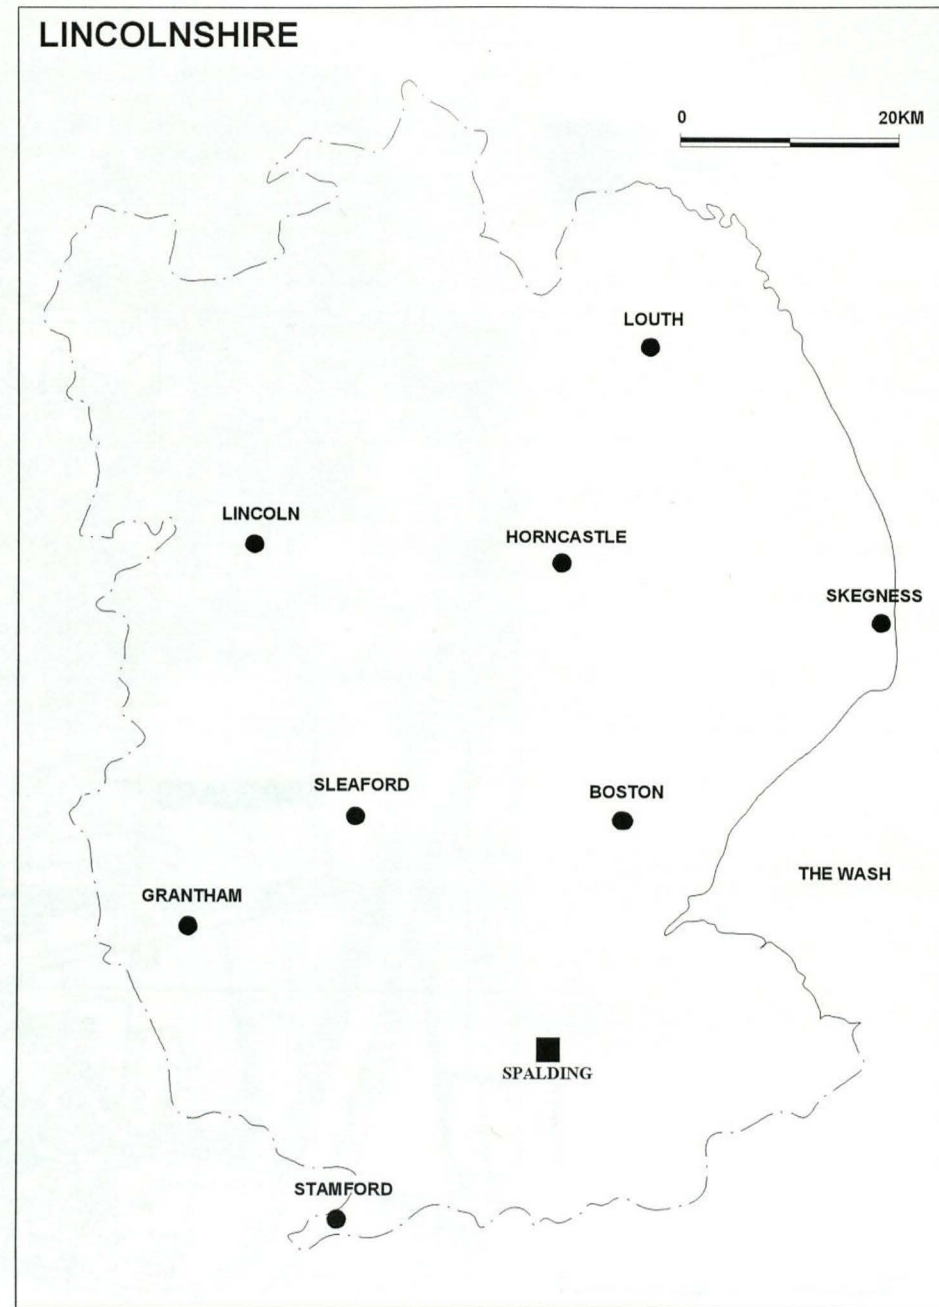 LINCOLNSHIRE
0 20KM
LOUTH
LINCOLN
HORNCASTLE
SKEGNESS
SLEAFORD
BOSTON
THE WASH
GRANTHAM
SPALDING
STAMFORD